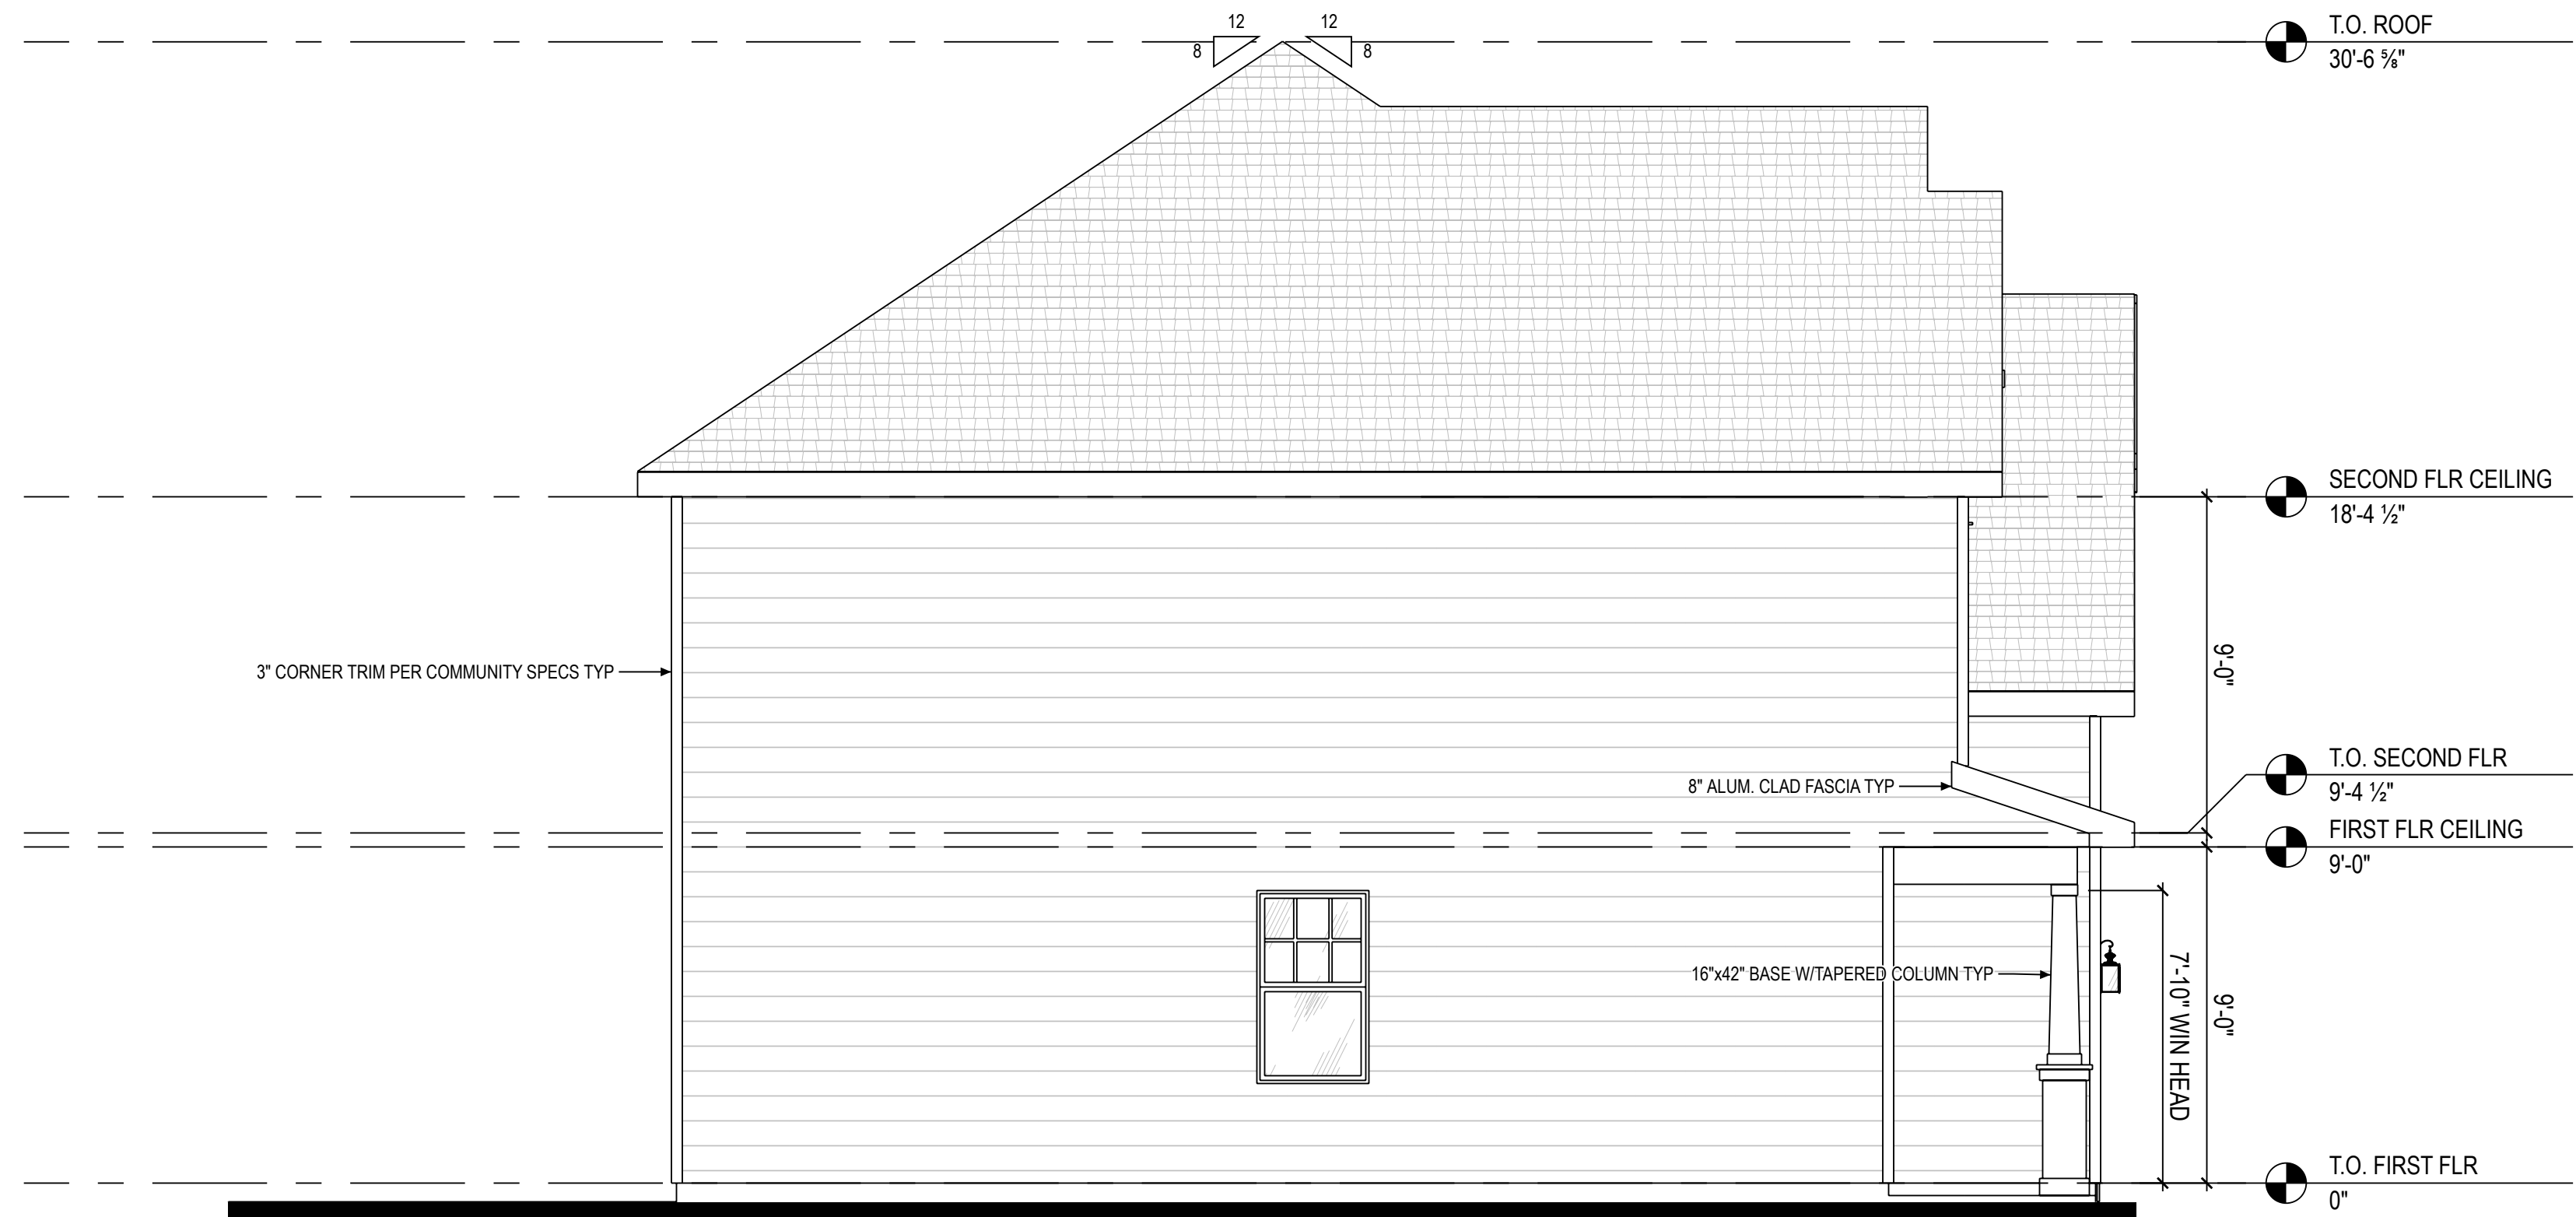 12 12
8 8
T.O. ROOF
30'-6 ⅝"
SECOND FLR CEILING
18'-4 ½"
9'-0"
3" CORNER TRIM PER COMMUNITY SPECS TYP
8" ALUM. CLAD FASCIA TYP
T.O. SECOND FLR
9'-4 ½"
FIRST FLR CEILING
9'-0"
16"x42" BASE W/TAPERED COLUMN TYP
7'-10" WIN HEAD
9'-0"
T.O. FIRST FLR
0"